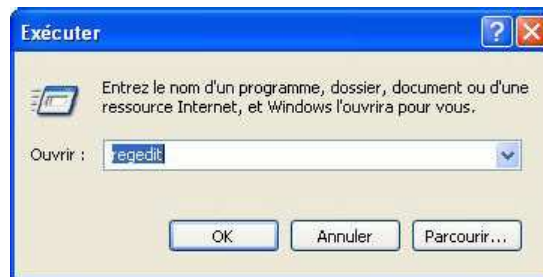 Exécuter
Entrez le nom d'un programme, dossier, document ou d'une
ressource Internet, et Windows l'ouvrira pour vous.
Ouvrir : regedit
OK Annuler Parcourir...